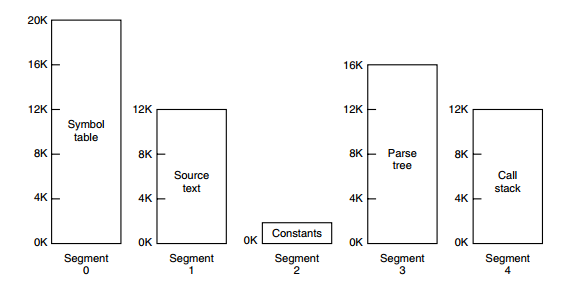 20K
16K
12K
8K
4K
0K
Symbol
table
Segment
0
12K
8K
4K
0K
Source
text
Segment
1
0K
Constants
Segment
2
16K
12K
8K
4K
0K
Parse
tree
Segment
3
12K
8K
4K
0K
Call
stack
Segment
4